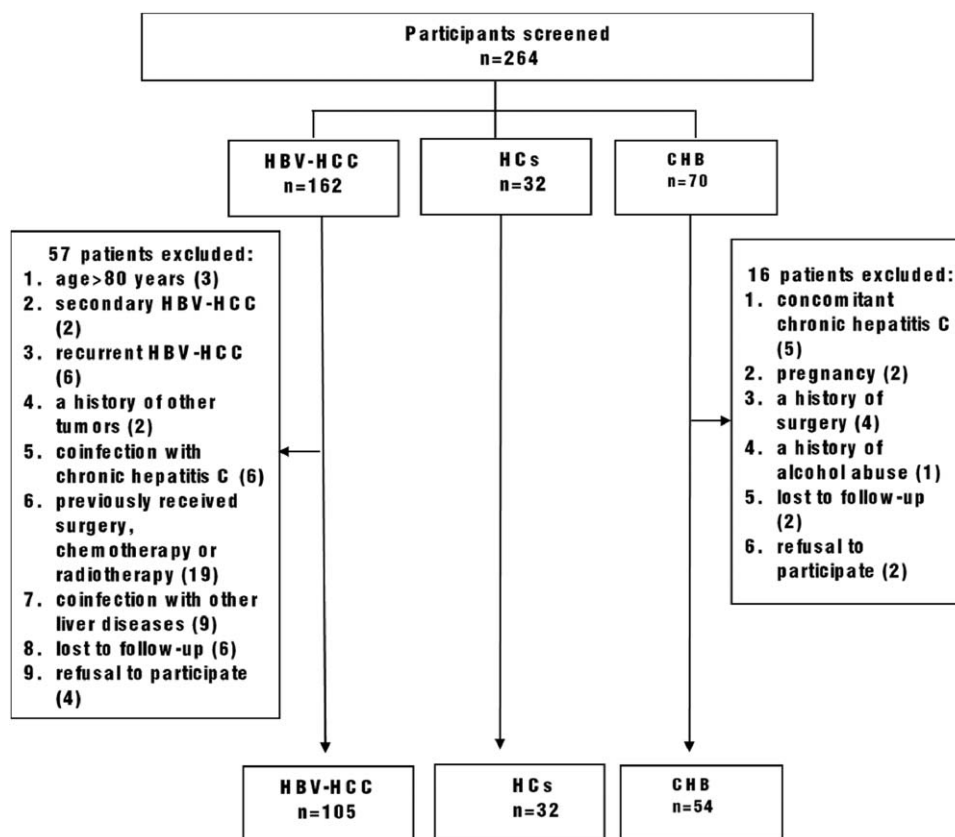 Participants screened
n=264
HBV-HCC
n=162
HCs
n=32
CHB
n=70
57 patients excluded:
1. age>80 years (3)
2. secondary HBV-HCC
(2)
3. recurrent HBV-HCC
(6)
4. a history of other
tumors (2)
5. coinfection with
chronic hepatitis C (6)
6. previously received
surgery,
chemotherapy or
radiotherapy (19)
7. coinfection with other
liver diseases (9)
8. lost to follow-up (6)
9. refusal to participate
(4)
16 patients excluded:
1. concomitant
chronic hepatitis C
(5)
2. pregnancy (2)
3. a history of
surgery (4)
4. a history of
alcohol abuse (1)
5. lost to follow-up
(2)
6. refusal to
participate (2)
HBV-HCC
n=105
HCs
n=32
CHB
n=54